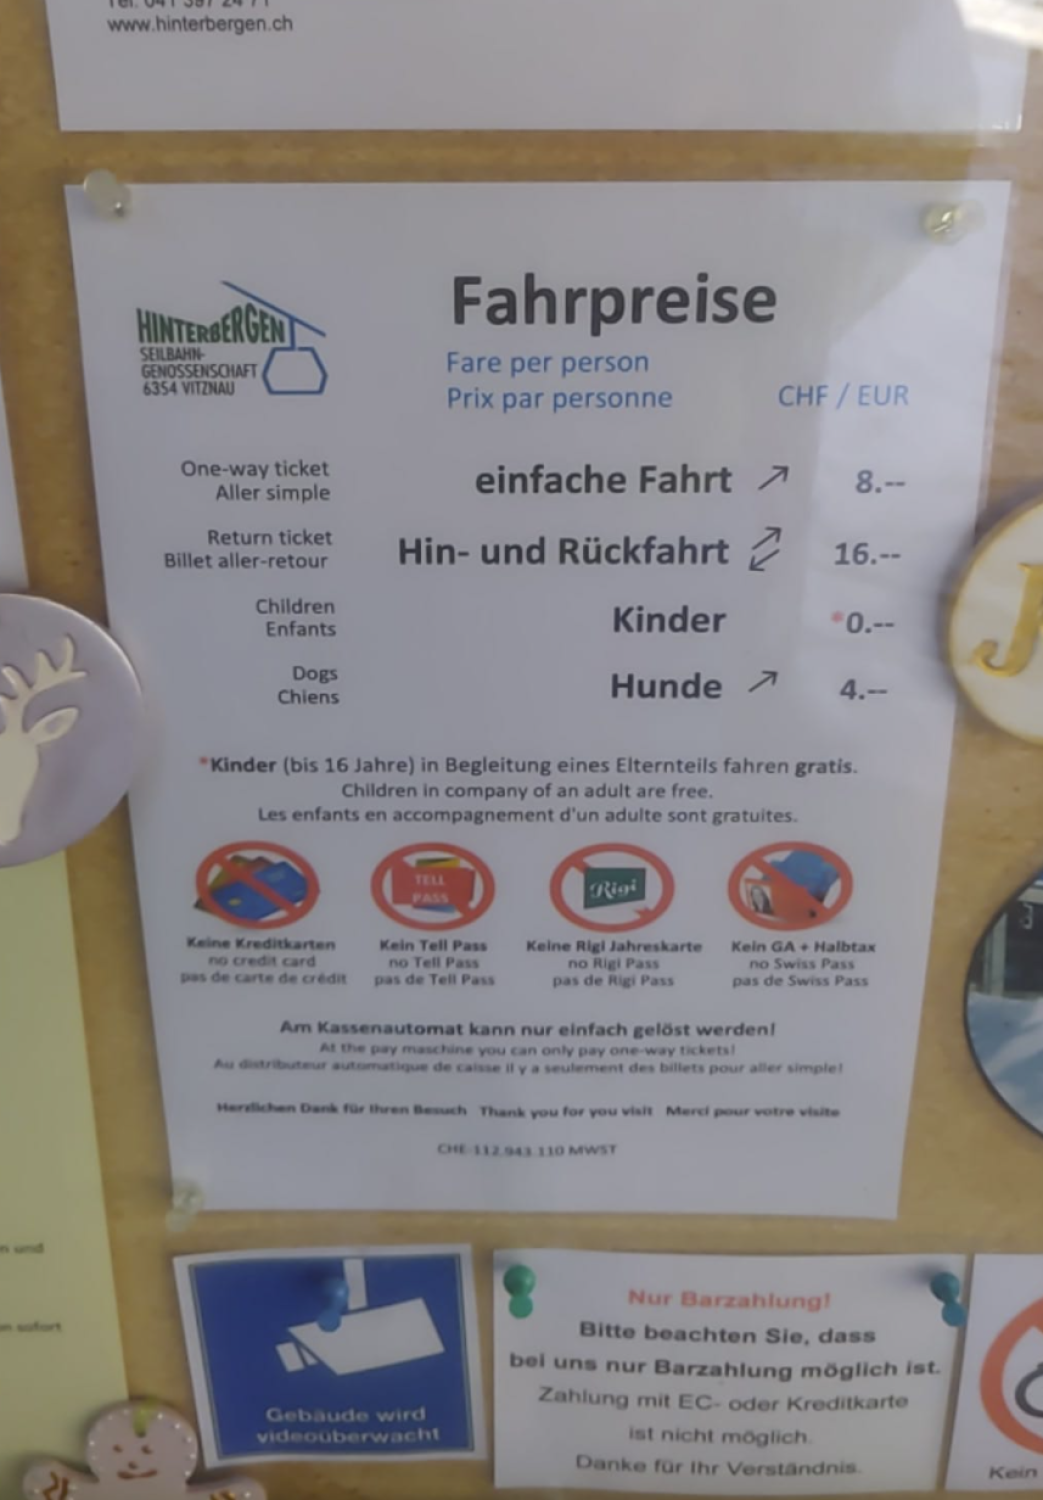 www.hinterbergen.ch
HINTERBERGEN
SEILBAHN-
GENOSSENSCHAFT
6354 VITZNAU
Fahrpreise
Fare per person
Prix par personne
CHF / EUR
One-way ticket
Aller simple
einfache Fahrt ↗ 8.--
Return ticket
Billet aller-retour
Hin- und Rückfahrt 16.--
Children
Enfants
Kinder *0.--
Dogs
Chiens
Hunde ↗ 4.--
*Kinder (bis 16 Jahre) in Begleitung eines Elternteils fahren gratis.
Children in company of an adult are free.
Les enfants en accompagnement d'un adulte sont gratuites.
TELL
PASS
Rigi
Keine Kreditkarten
no credit card
pas de carte de crédit
Kein Tell Pass
no Tell Pass
pas de Tell Pass
Keine Rigi Jahreskarte
no Rigi Pass
pas de Rigi Pass
Kein GA + Halbtax
no Swiss Pass
pas de Swiss Pass
Am Kassenautomat kann nur einfach gelöst werden!
At the pay maschine you can only pay one-way tickets!
Au distributeur automatique de caisse il y a seulement des billets pour aller simple!
Herzlichen Dank für Ihren Besuch Thank you for you visit Merci pour votre visite
CHE-112.943.110 MWST
n und
n sofort
Gebäude wird
videoüberwacht
Nur Barzahlung!
Bitte beachten Sie, dass
bei uns nur Barzahlung möglich ist.
Zahlung mit EC- oder Kreditkarte
ist nicht möglich.
Danke für Ihr Verständnis.
Kein